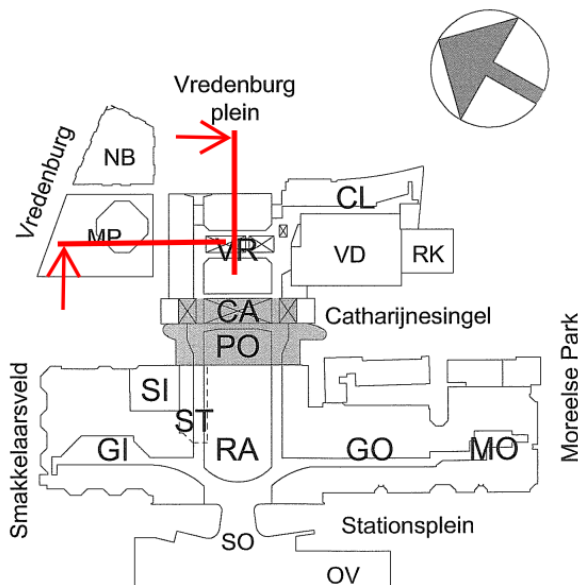 Vredenburg
plein
NB
Vredenburg
MP
CL
VR
VD
RK
CA
Catharijnesingel
PO
Moreelse Park
Smakkelaarsveld
SI
ST
GI
RA
GO
MO
Stationsplein
SO
OV